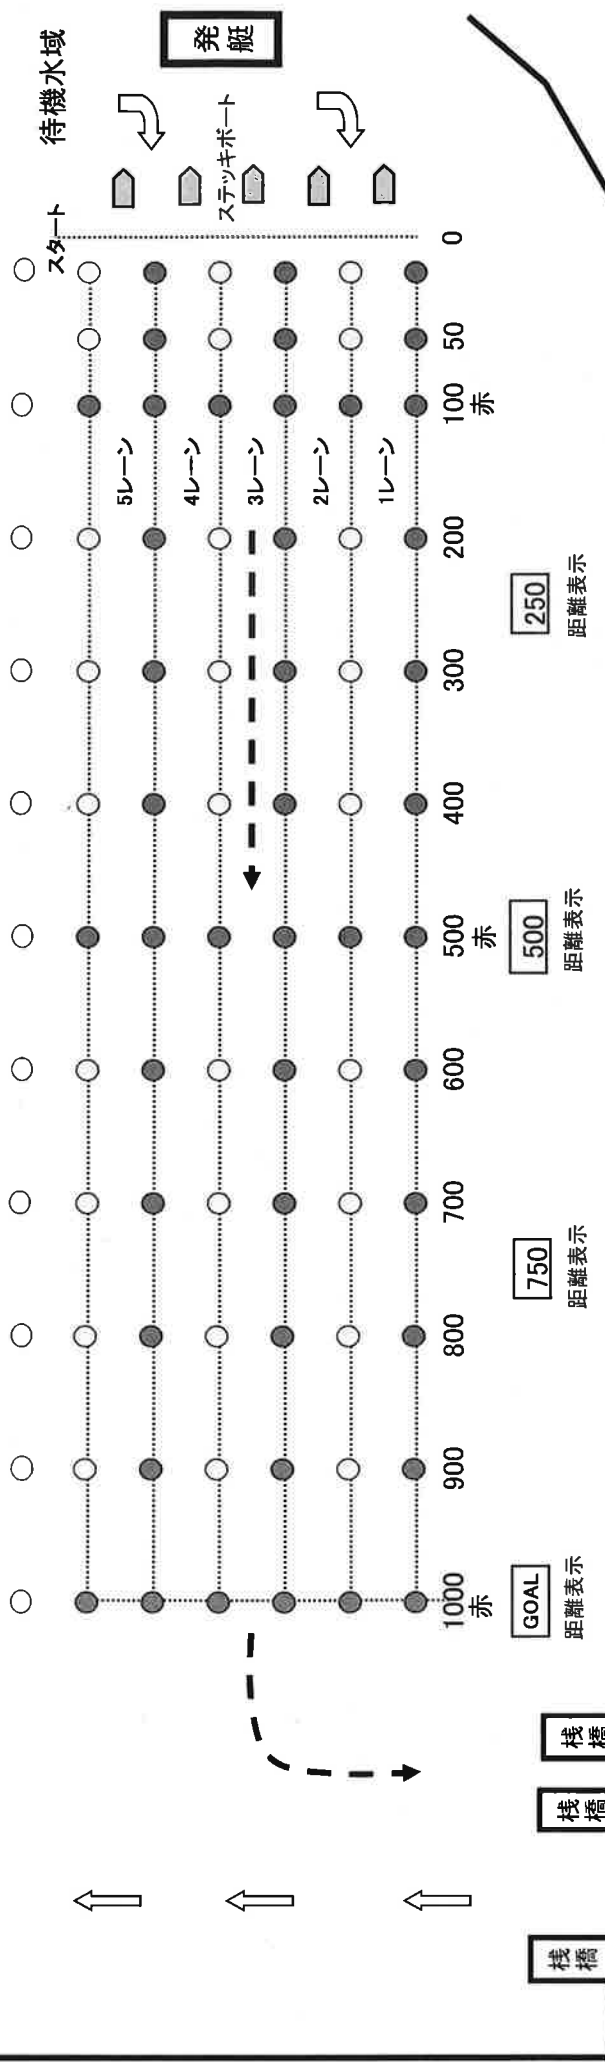 待機水域
発艇
スタート
ステッキボート
0
50
100
赤
200
300
400
500
赤
600
700
800
900
1000
赤
5レーン
4レーン
3レーン
2レーン
1レーン
250
距離表示
500
距離表示
750
距離表示
GOAL
距離表示
桟橋
桟橋
桟橋